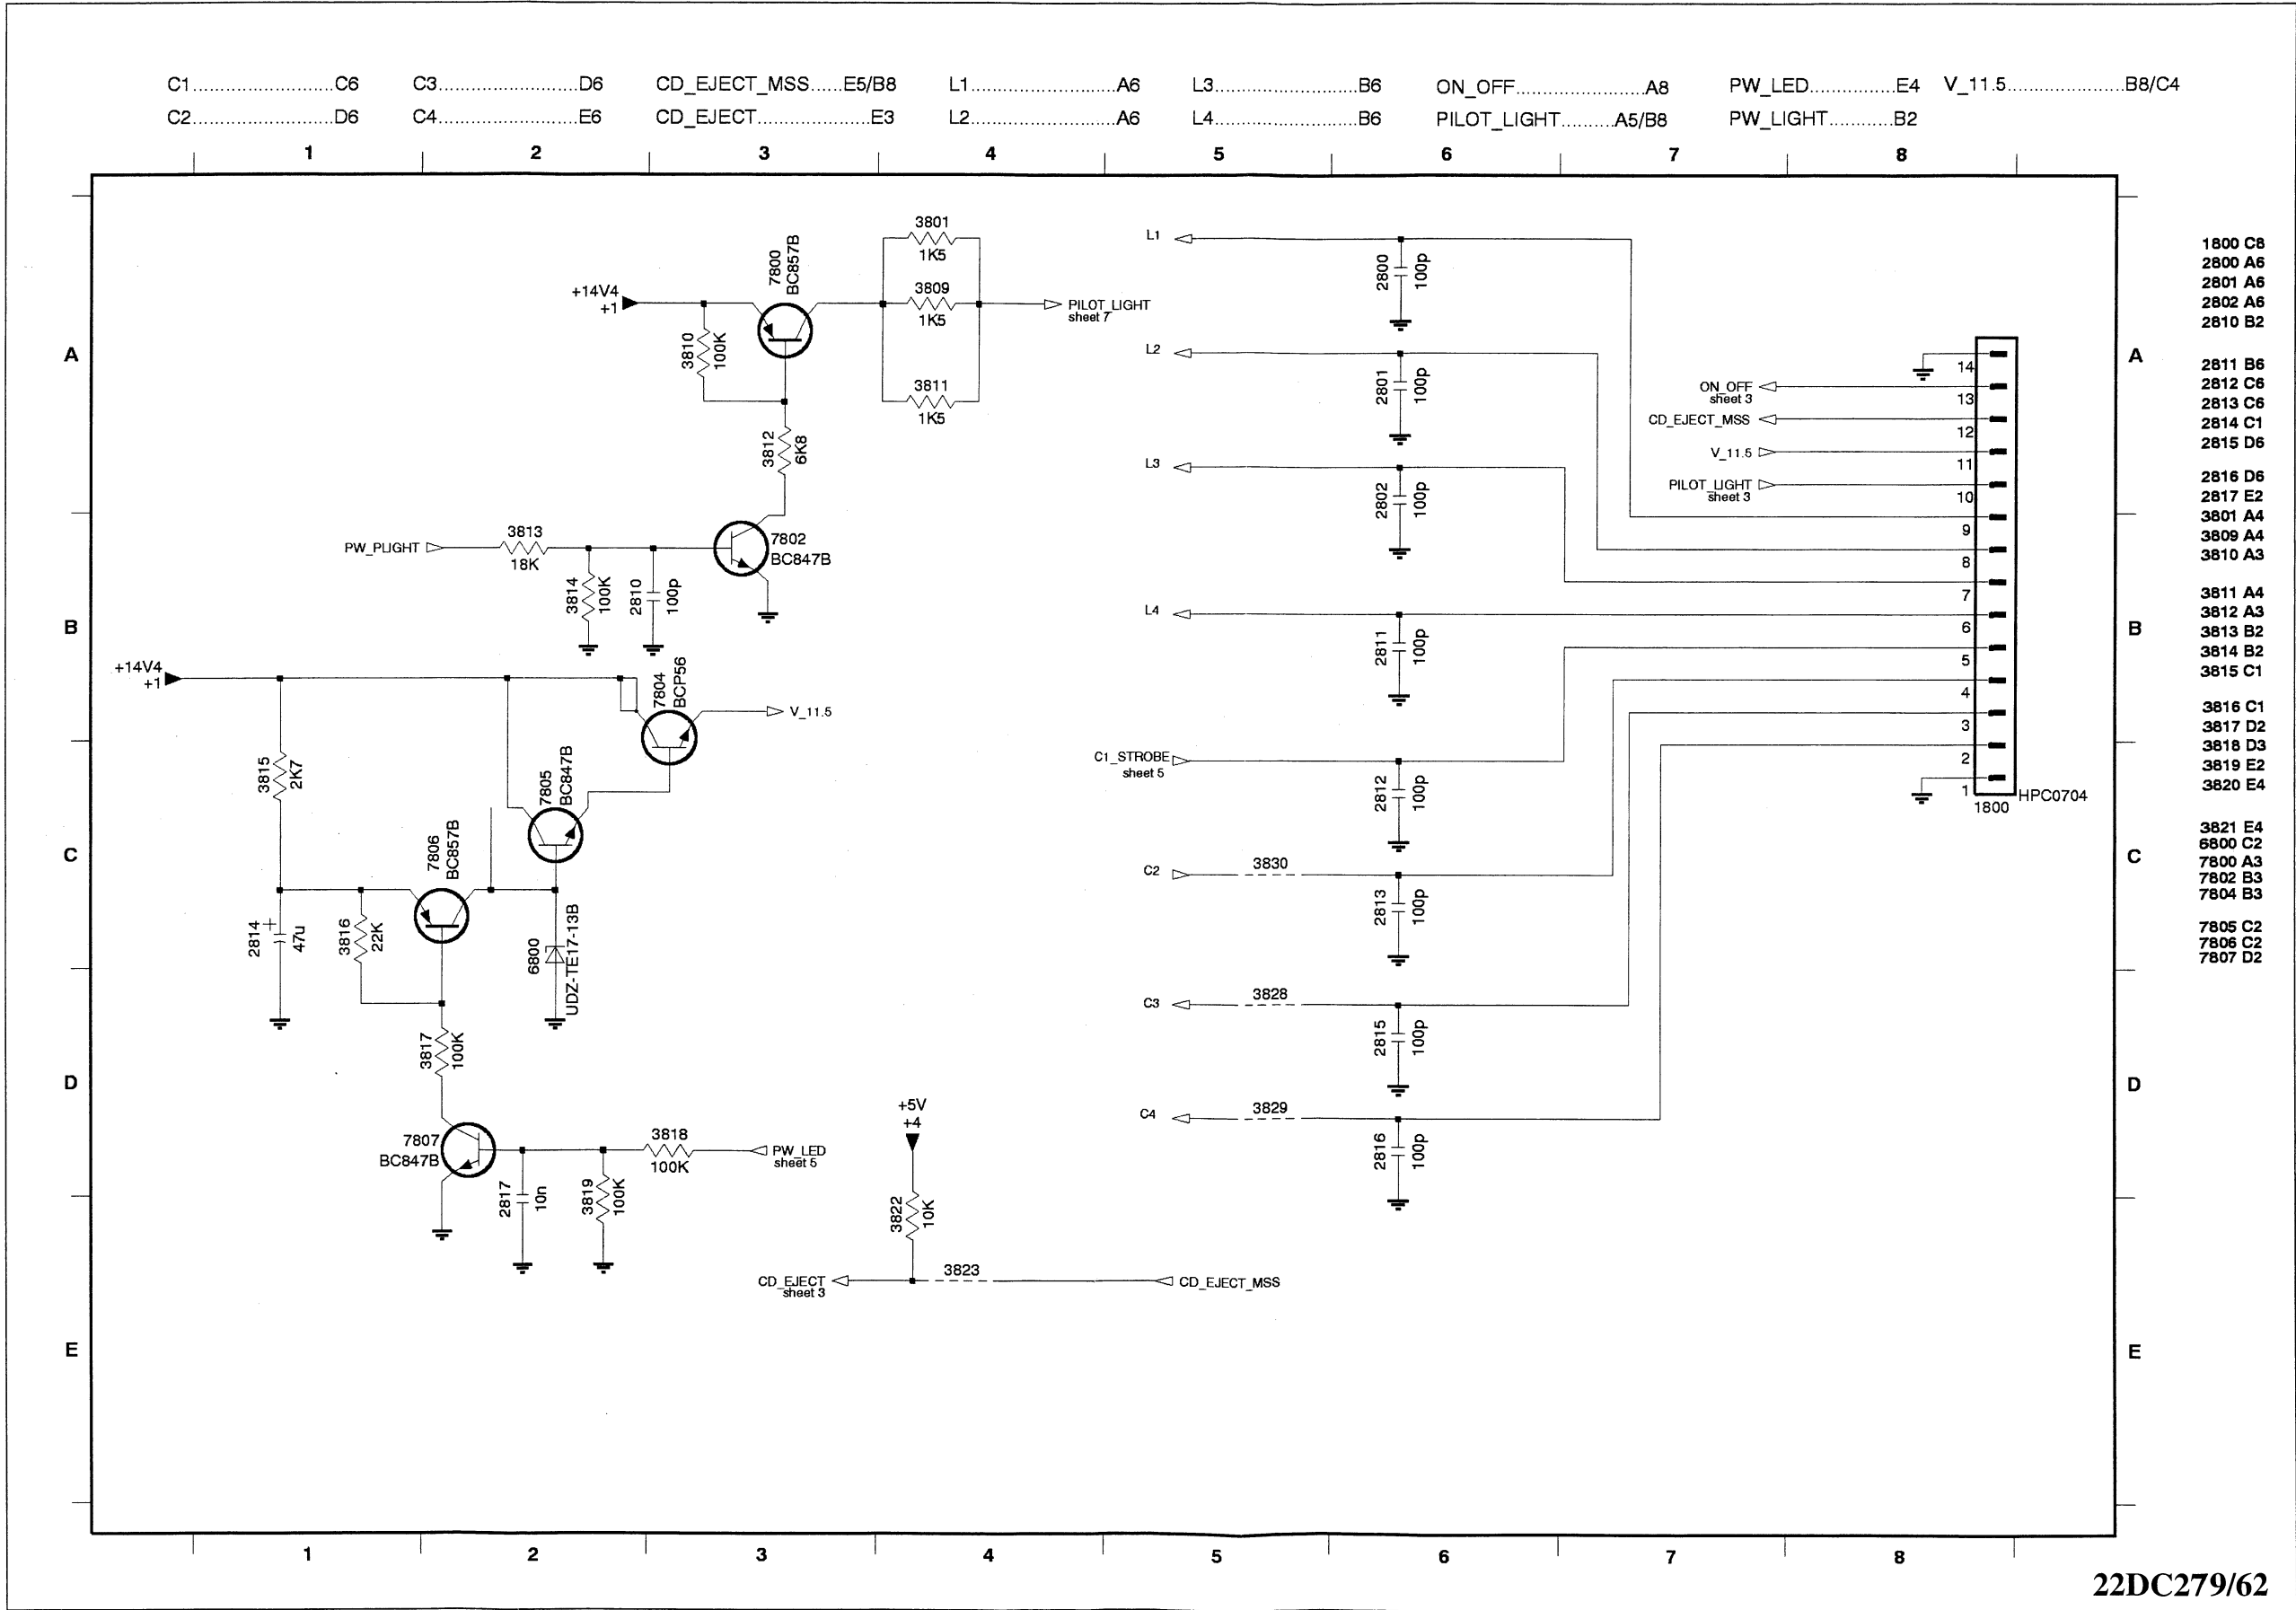 C1..........................C6 C3..........................D6 CD_EJECT_MSS......E5/B8 L1..........................A6 L3..........................B6 ON_OFF.......................A8 PW_LED...............E4 V_11.5.....................B8/C4
C2..........................D6 C4..........................E6 CD_EJECT....................E3 L2..........................A6 L4..........................B6 PILOT_LIGHT.........A5/B8 PW_LIGHT...........B2
1 2 3 4 5 6 7 8
A
B
C
D
E
3801
1K5
3809
1K5
3811
1K5
7800
BC857B
+14V4
+1
3810
100K
PILOT_LIGHT
sheet 7
3812
6K8
PW_PLIGHT
3813
18K
3814
100K
2810
100p
7802
BC847B
+14V4
+1
7804
BCP56
V_11.5
3815
2K7
7805
BC847B
7806
BC857B
2814
+
47u
3816
22K
6800
UDZ-TE17-13B
3817
100K
7807
BC847B
3818
100K
PW_LED
sheet 5
2817
10n
3819
100K
+5V
+4
3822
10K
CD_EJECT
sheet 3
3823
CD_EJECT_MSS
L1
2800
100p
L2
2801
100p
L3
2802
100p
L4
2811
100p
C1_STROBE
sheet 5
2812
100p
C2
3830
2813
100p
C3
3828
2815
100p
C4
3829
2816
100p
14
ON_OFF
sheet 3
13
CD_EJECT_MSS
12
V_11.5
11
PILOT_LIGHT
sheet 3
10
9
8
7
6
5
4
3
2
1
1800
HPC0704
A
B
C
D
E
1800 C8
2800 A6
2801 A6
2802 A6
2810 B2
2811 B6
2812 C6
2813 C6
2814 C1
2815 D6
2816 D6
2817 E2
3801 A4
3809 A4
3810 A3
3811 A4
3812 A3
3813 B2
3814 B2
3815 C1
3816 C1
3817 D2
3818 D3
3819 E2
3820 E4
3821 E4
6800 C2
7800 A3
7802 B3
7804 B3
7805 C2
7806 C2
7807 D2
1 2 3 4 5 6 7 8
22DC279/62